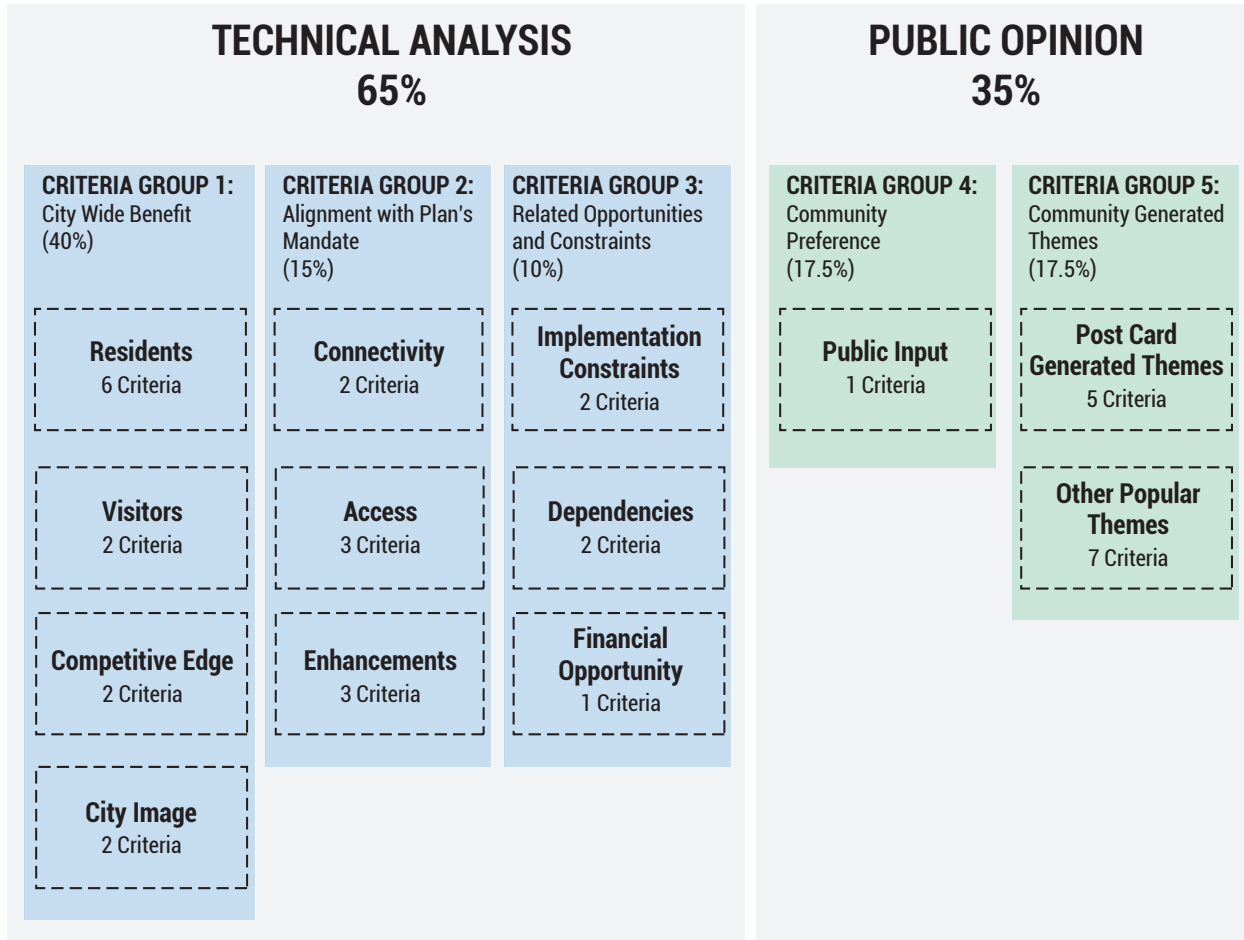 TECHNICAL ANALYSIS
65%
CRITERIA GROUP 1:
City Wide Benefit
(40%)
Residents
6 Criteria
Visitors
2 Criteria
Competitive Edge
2 Criteria
City Image
2 Criteria
CRITERIA GROUP 2:
Alignment with Plan's
Mandate
(15%)
Connectivity
2 Criteria
Access
3 Criteria
Enhancements
3 Criteria
CRITERIA GROUP 3:
Related Opportunities
and Constraints
(10%)
Implementation
Constraints
2 Criteria
Dependencies
2 Criteria
Financial
Opportunity
1 Criteria
PUBLIC OPINION
35%
CRITERIA GROUP 4:
Community
Preference
(17.5%)
Public Input
1 Criteria
CRITERIA GROUP 5:
Community Generated
Themes
(17.5%)
Post Card
Generated Themes
5 Criteria
Other Popular
Themes
7 Criteria